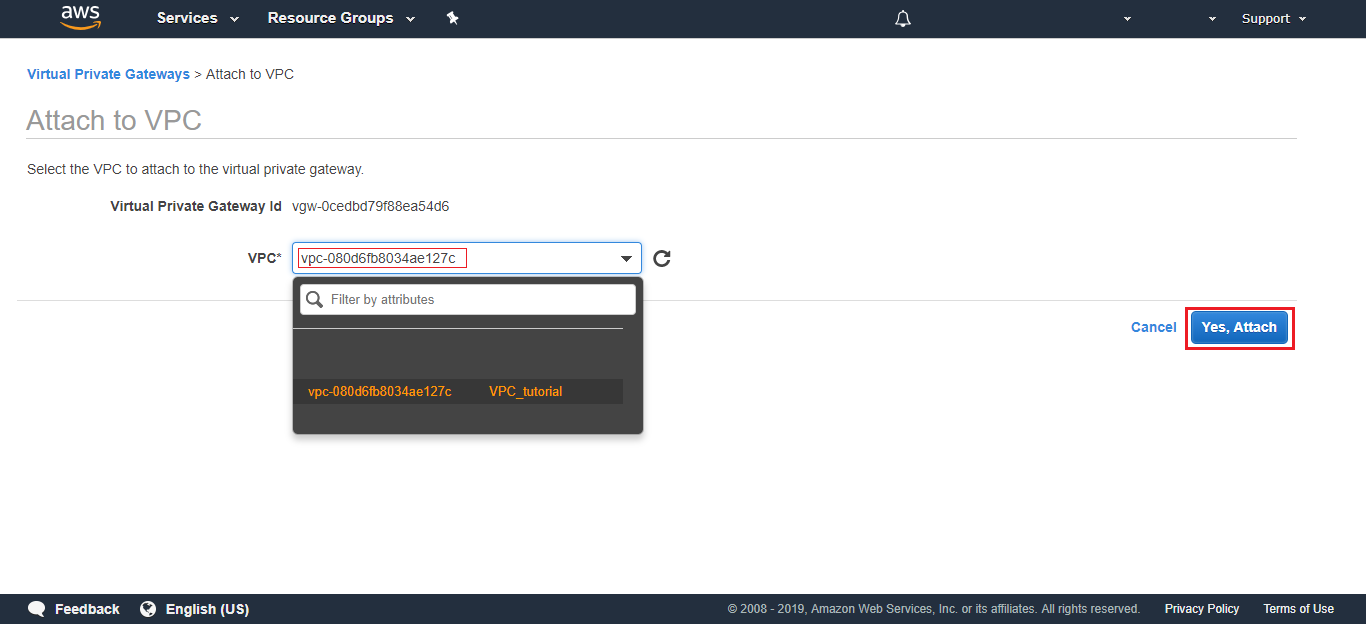 aws Services Resource Groups Support
Virtual Private Gateways > Attach to VPC
Attach to VPC
Select the VPC to attach to the virtual private gateway.
Virtual Private Gateway Id vgw-0cedbd79f88ea54d6
VPC* vpc-080d6fb8034ae127c
Filter by attributes
Cancel Yes, Attach
vpc-080d6fb8034ae127c VPC_tutorial
Feedback English (US) © 2008 - 2019, Amazon Web Services, Inc. or its affiliates. All rights reserved. Privacy Policy Terms of Use